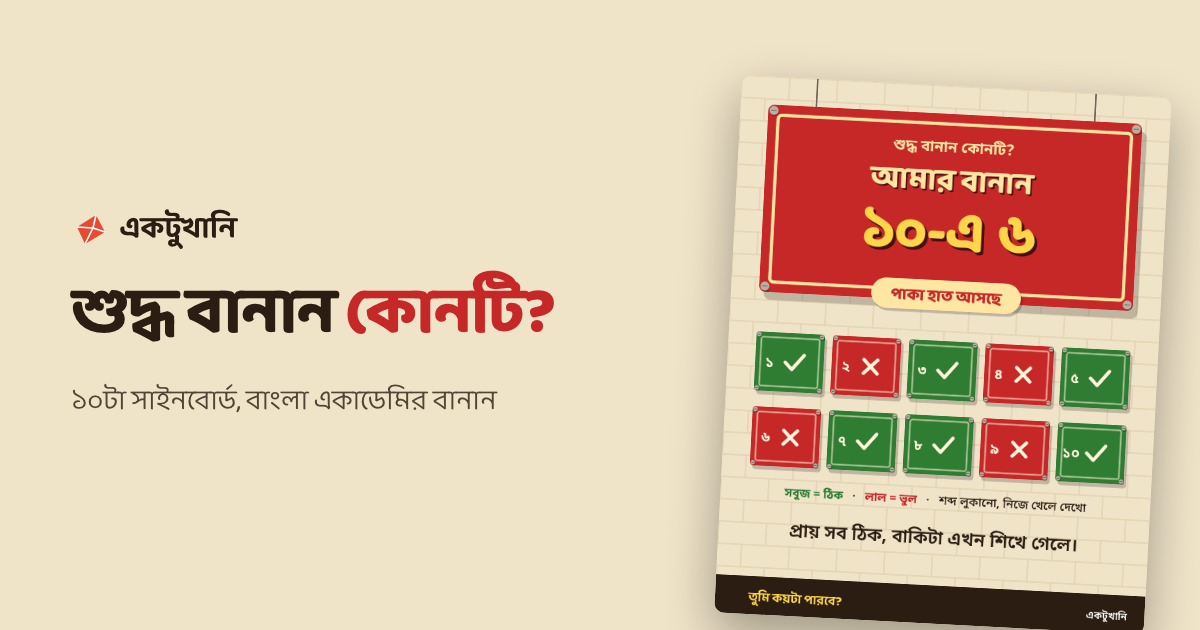 একটুখানি
শুদ্ধ বানান কোনটি?
১০টা সাইনবোর্ড, বাংলা একাডেমির বানান
শুদ্ধ বানান কোনটি?
আমার বানান
১০-এ ৬
পাকা হাত আসছে
১ ২ ৩ ৪ ৫
৬ ৭ ৮ ৯ ১০
সবুজ = ঠিক · লাল = ভুল · শব্দ লুকানো, নিজে খেলে দেখো
প্রায় সব ঠিক, বাকিটা এখন শিখে গেলে।
তুমি কয়টা পারবে?
একটুখানি